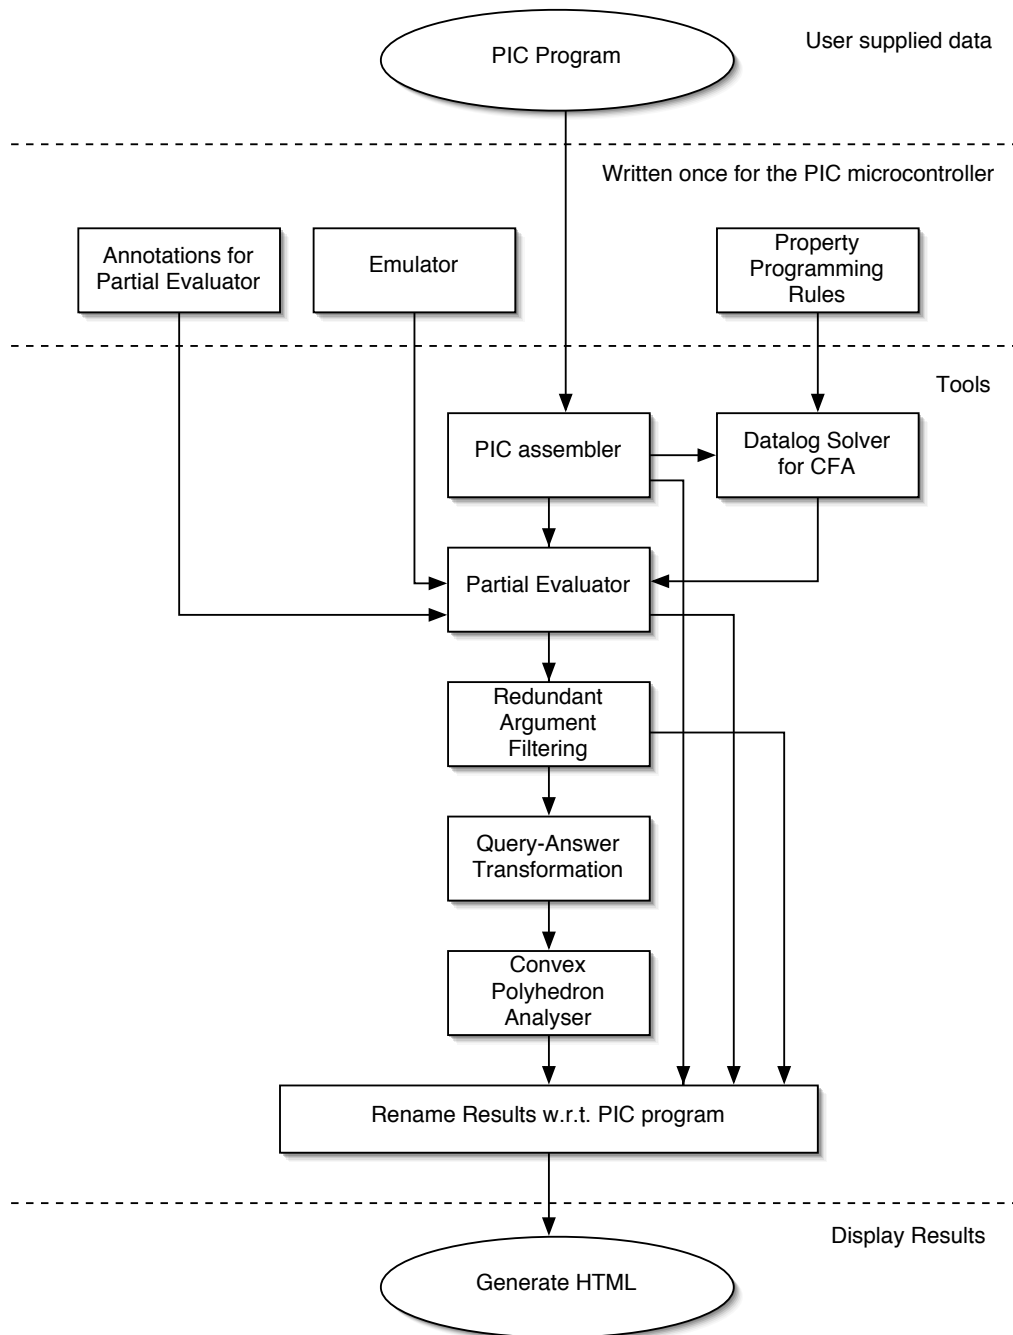 PIC Program
User supplied data
Written once for the PIC microcontroller
Annotations for
Partial Evaluator
Emulator
Property
Programming
Rules
Tools
PIC assembler
Datalog Solver
for CFA
Partial Evaluator
Redundant
Argument
Filtering
Query-Answer
Transformation
Convex
Polyhedron
Analyser
Rename Results w.r.t. PIC program
Display Results
Generate HTML